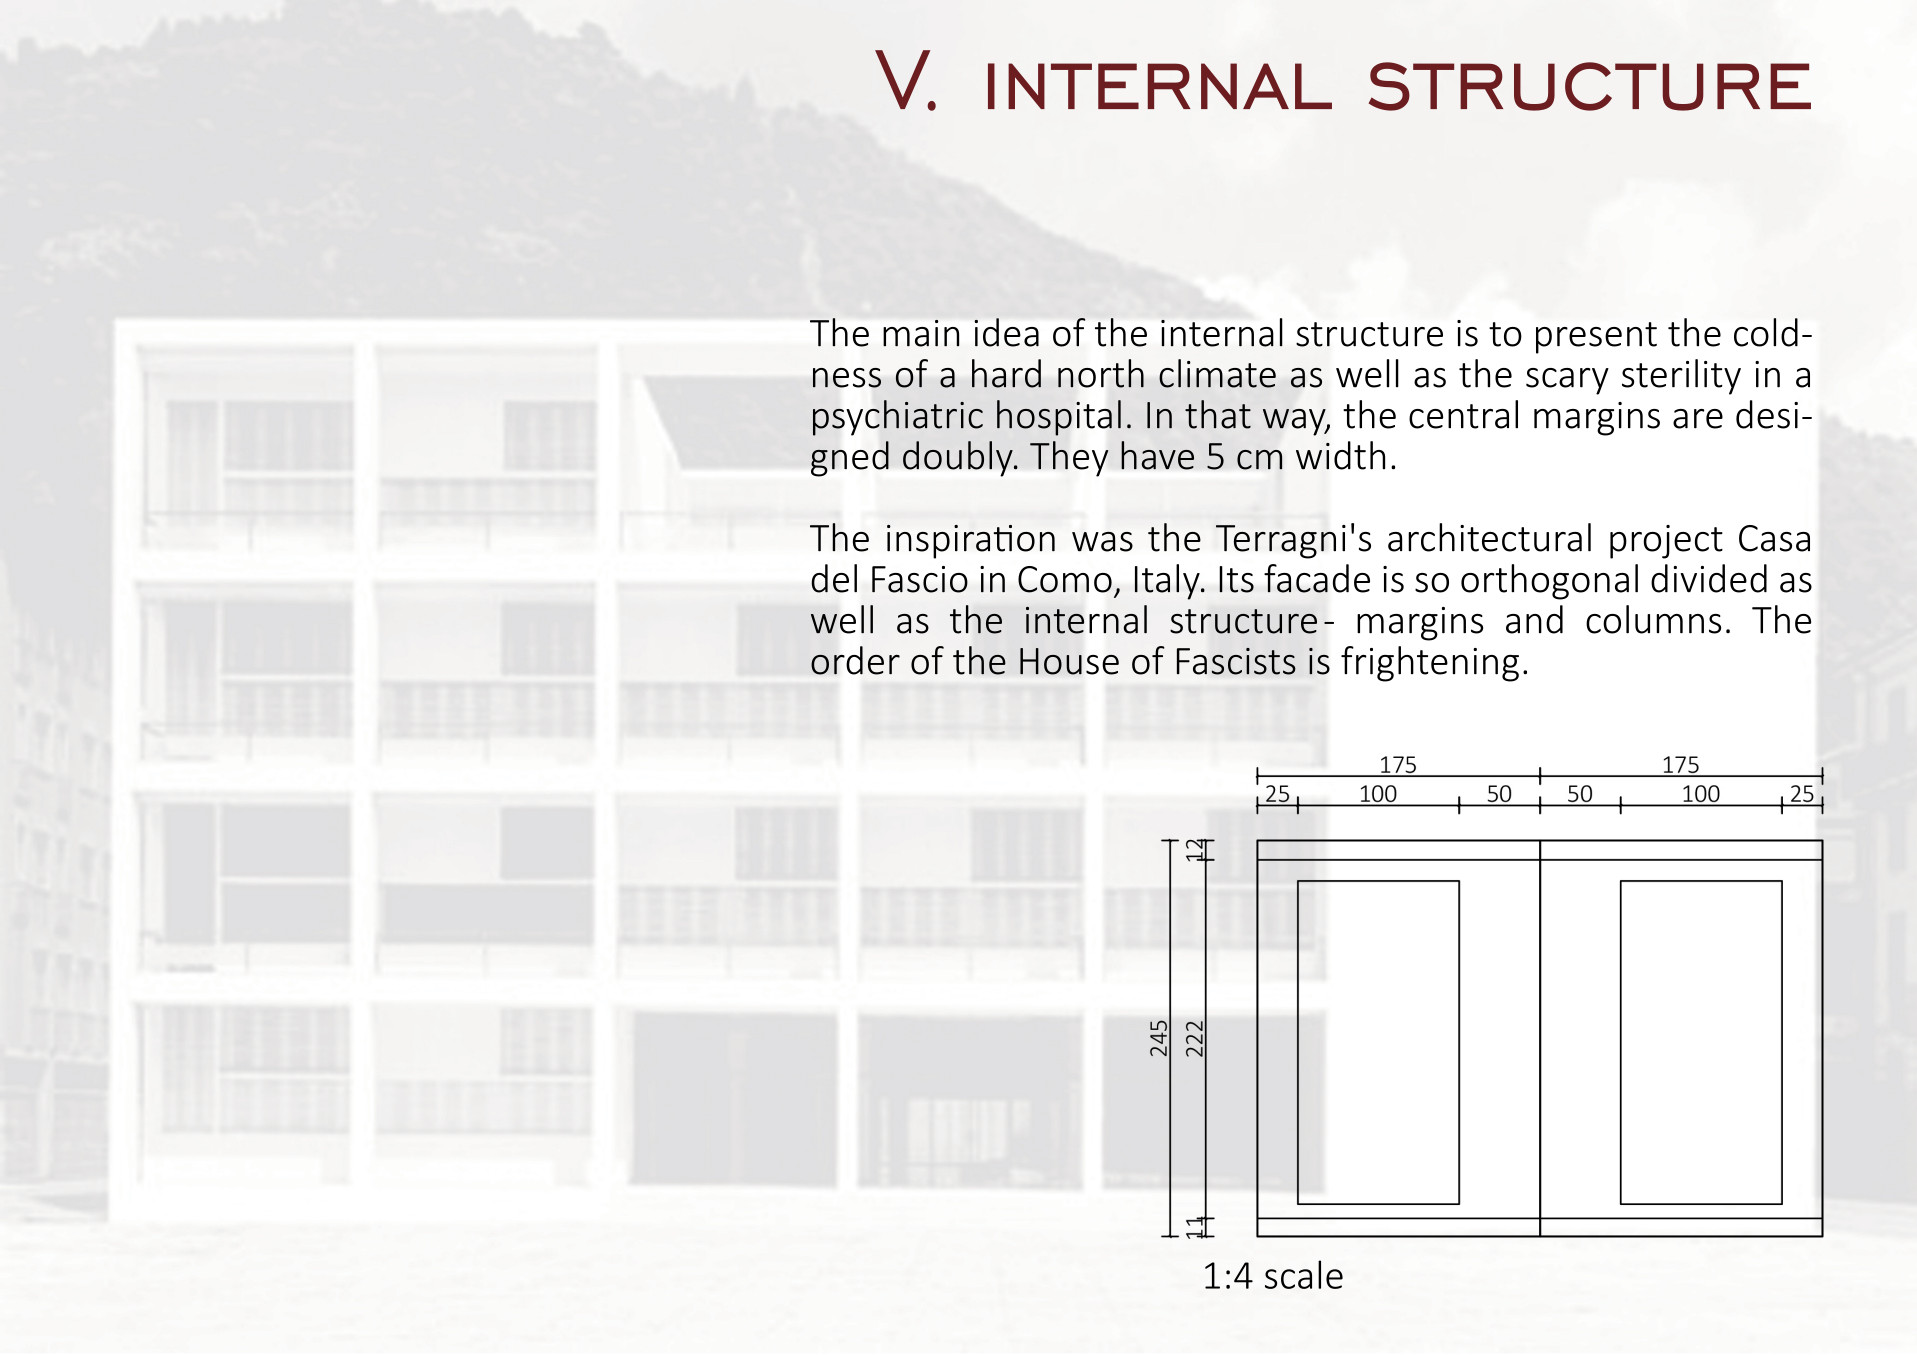 V. INTERNAL STRUCTURE
The main idea of the internal structure is to present the cold-
ness of a hard north climate as well as the scary sterility in a
psychiatric hospital. In that way, the central margins are desi-
gned doubly. They have 5 cm width.
The inspiration was the Terragni's architectural project Casa
del Fascio in Como, Italy. Its facade is so orthogonal divided as
well as the internal structure- margins and columns. The
order of the House of Fascists is frightening.
175 175
25 100 50 50 100 25
12
245 222
11
1:4 scale